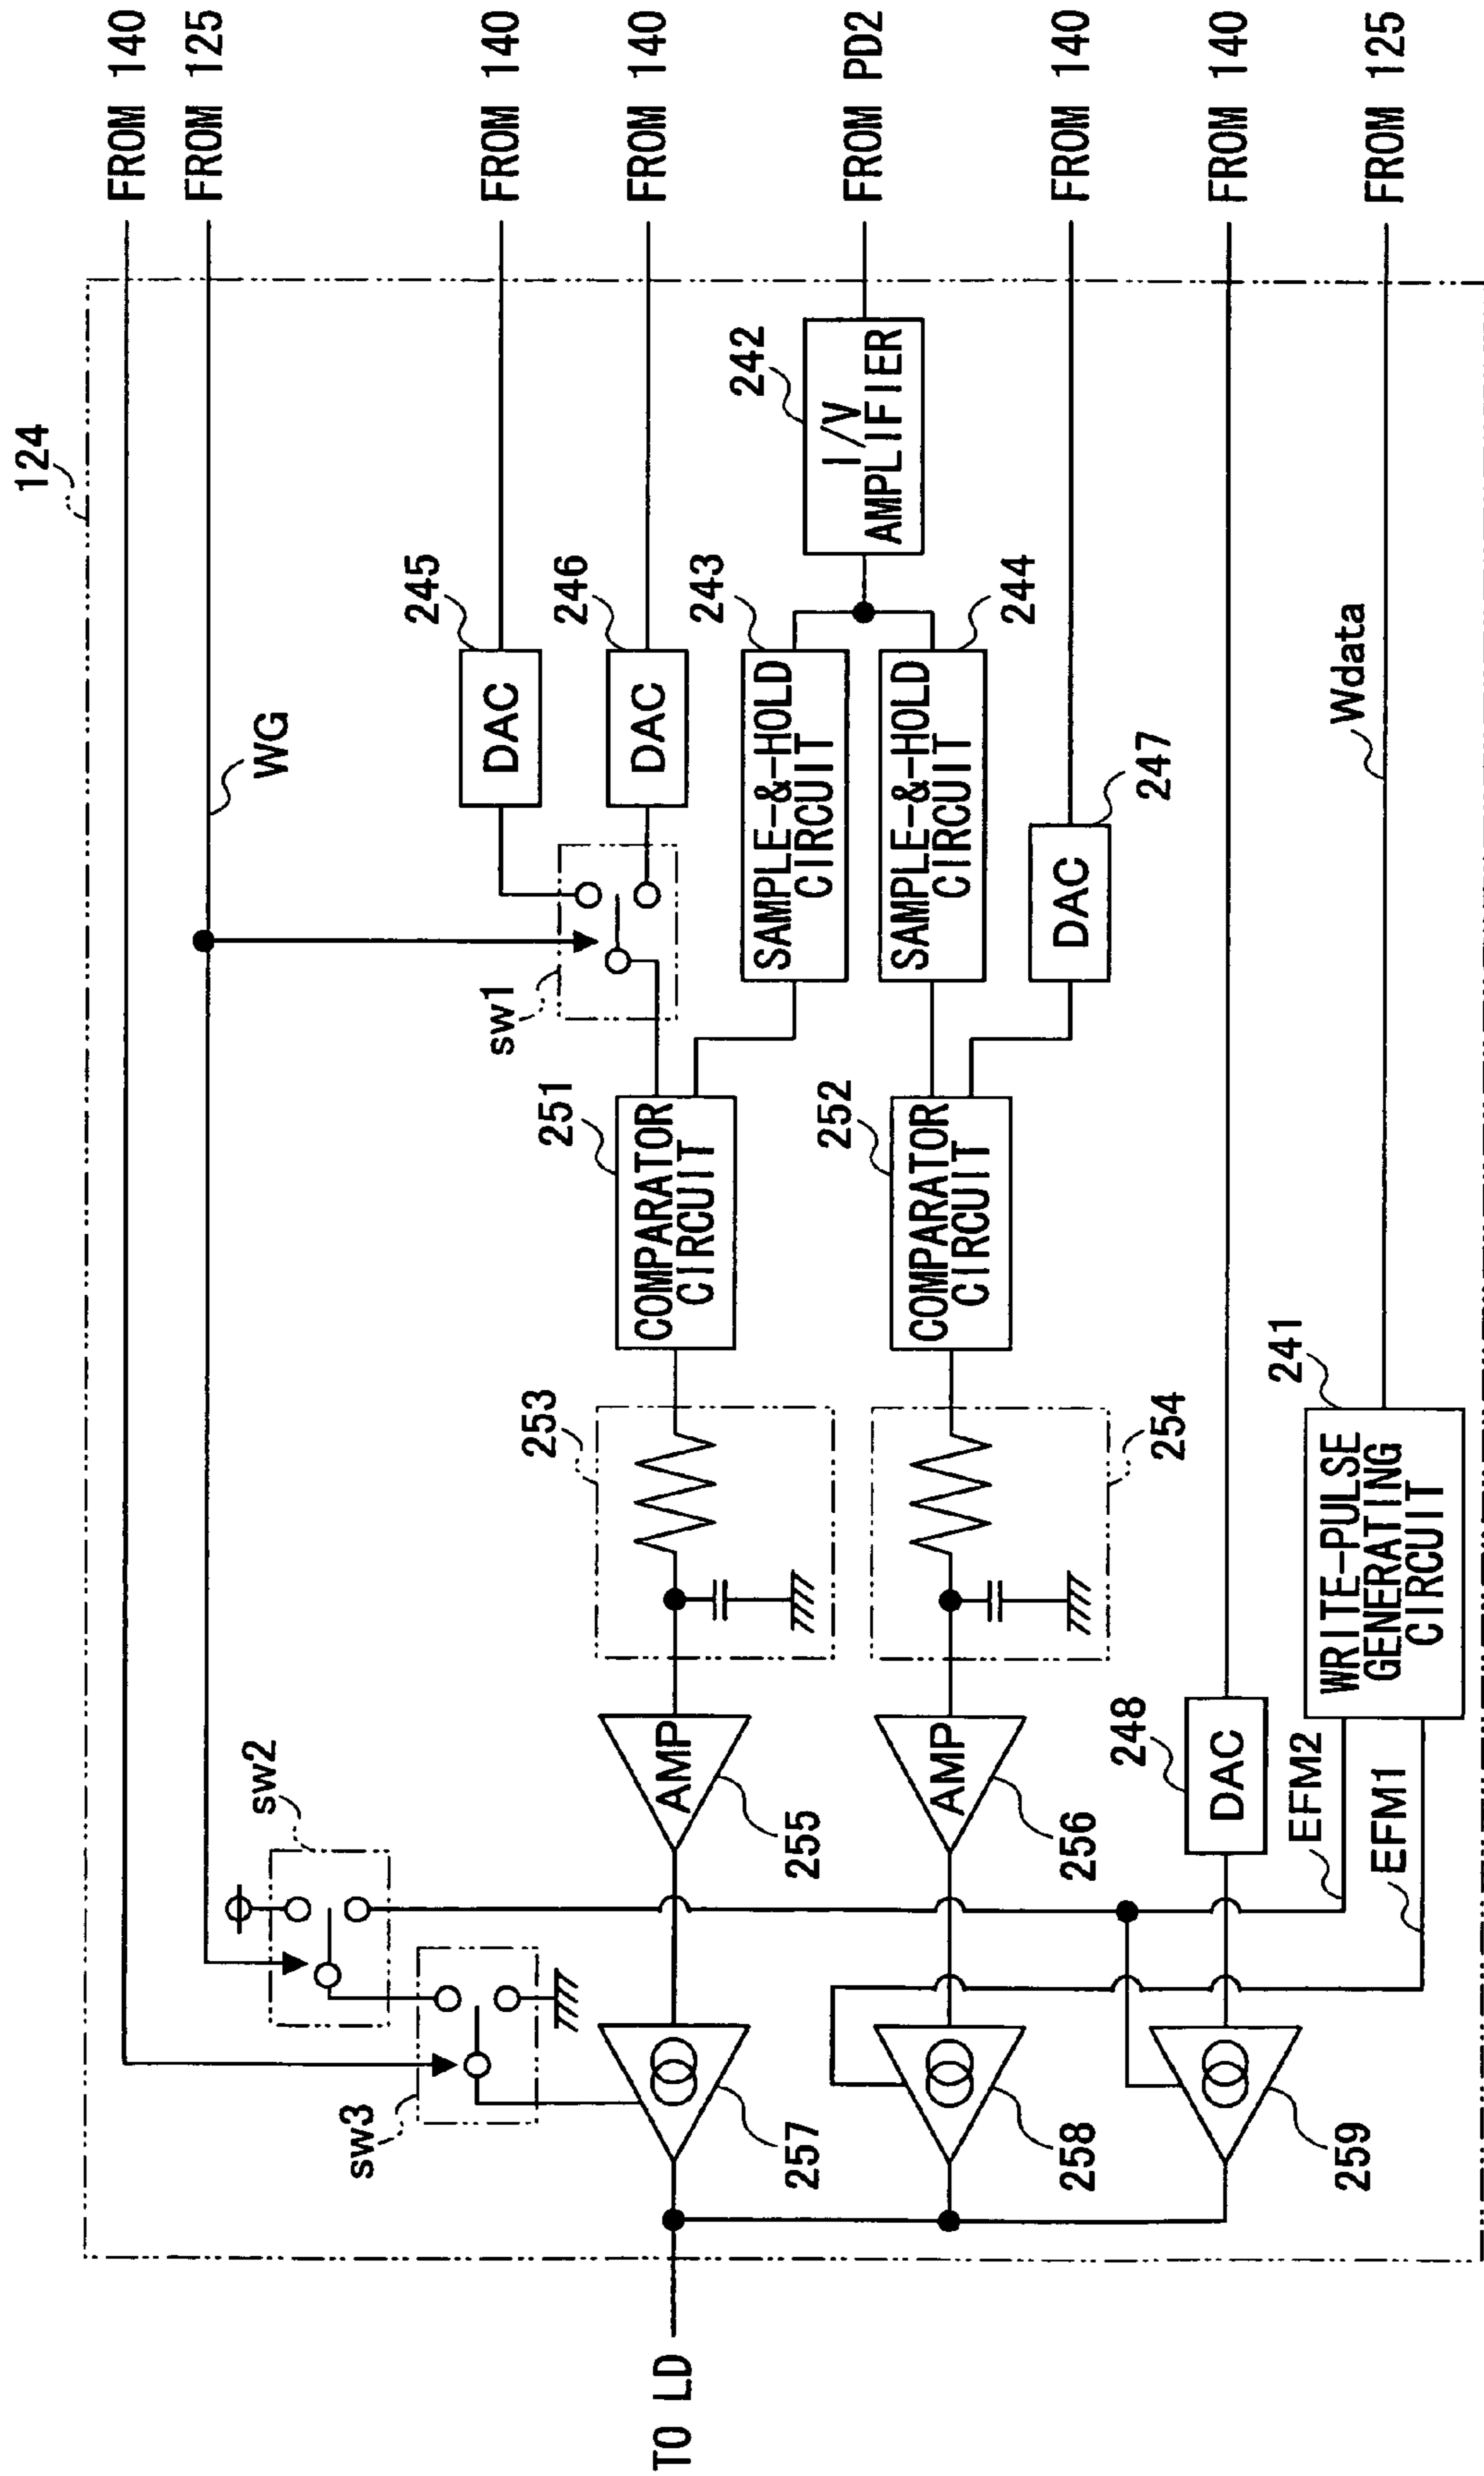 124
FROM 140
FROM 125
WG
sw2
sw3
sw1
245
DAC
FROM 140
246
DAC
FROM 140
251
COMPARATOR
CIRCUIT
253
AMP
255
257
TO LD
243
SAMPLE-&-HOLD
CIRCUIT
242
I/V
AMPLIFIER
FROM PD2
244
SAMPLE-&-HOLD
CIRCUIT
252
COMPARATOR
CIRCUIT
254
AMP
256
258
247
DAC
FROM 140
248
DAC
FROM 140
259
241
WRITE-PULSE
GENERATING
CIRCUIT
EFM2
EFM1
Wdata
FROM 125